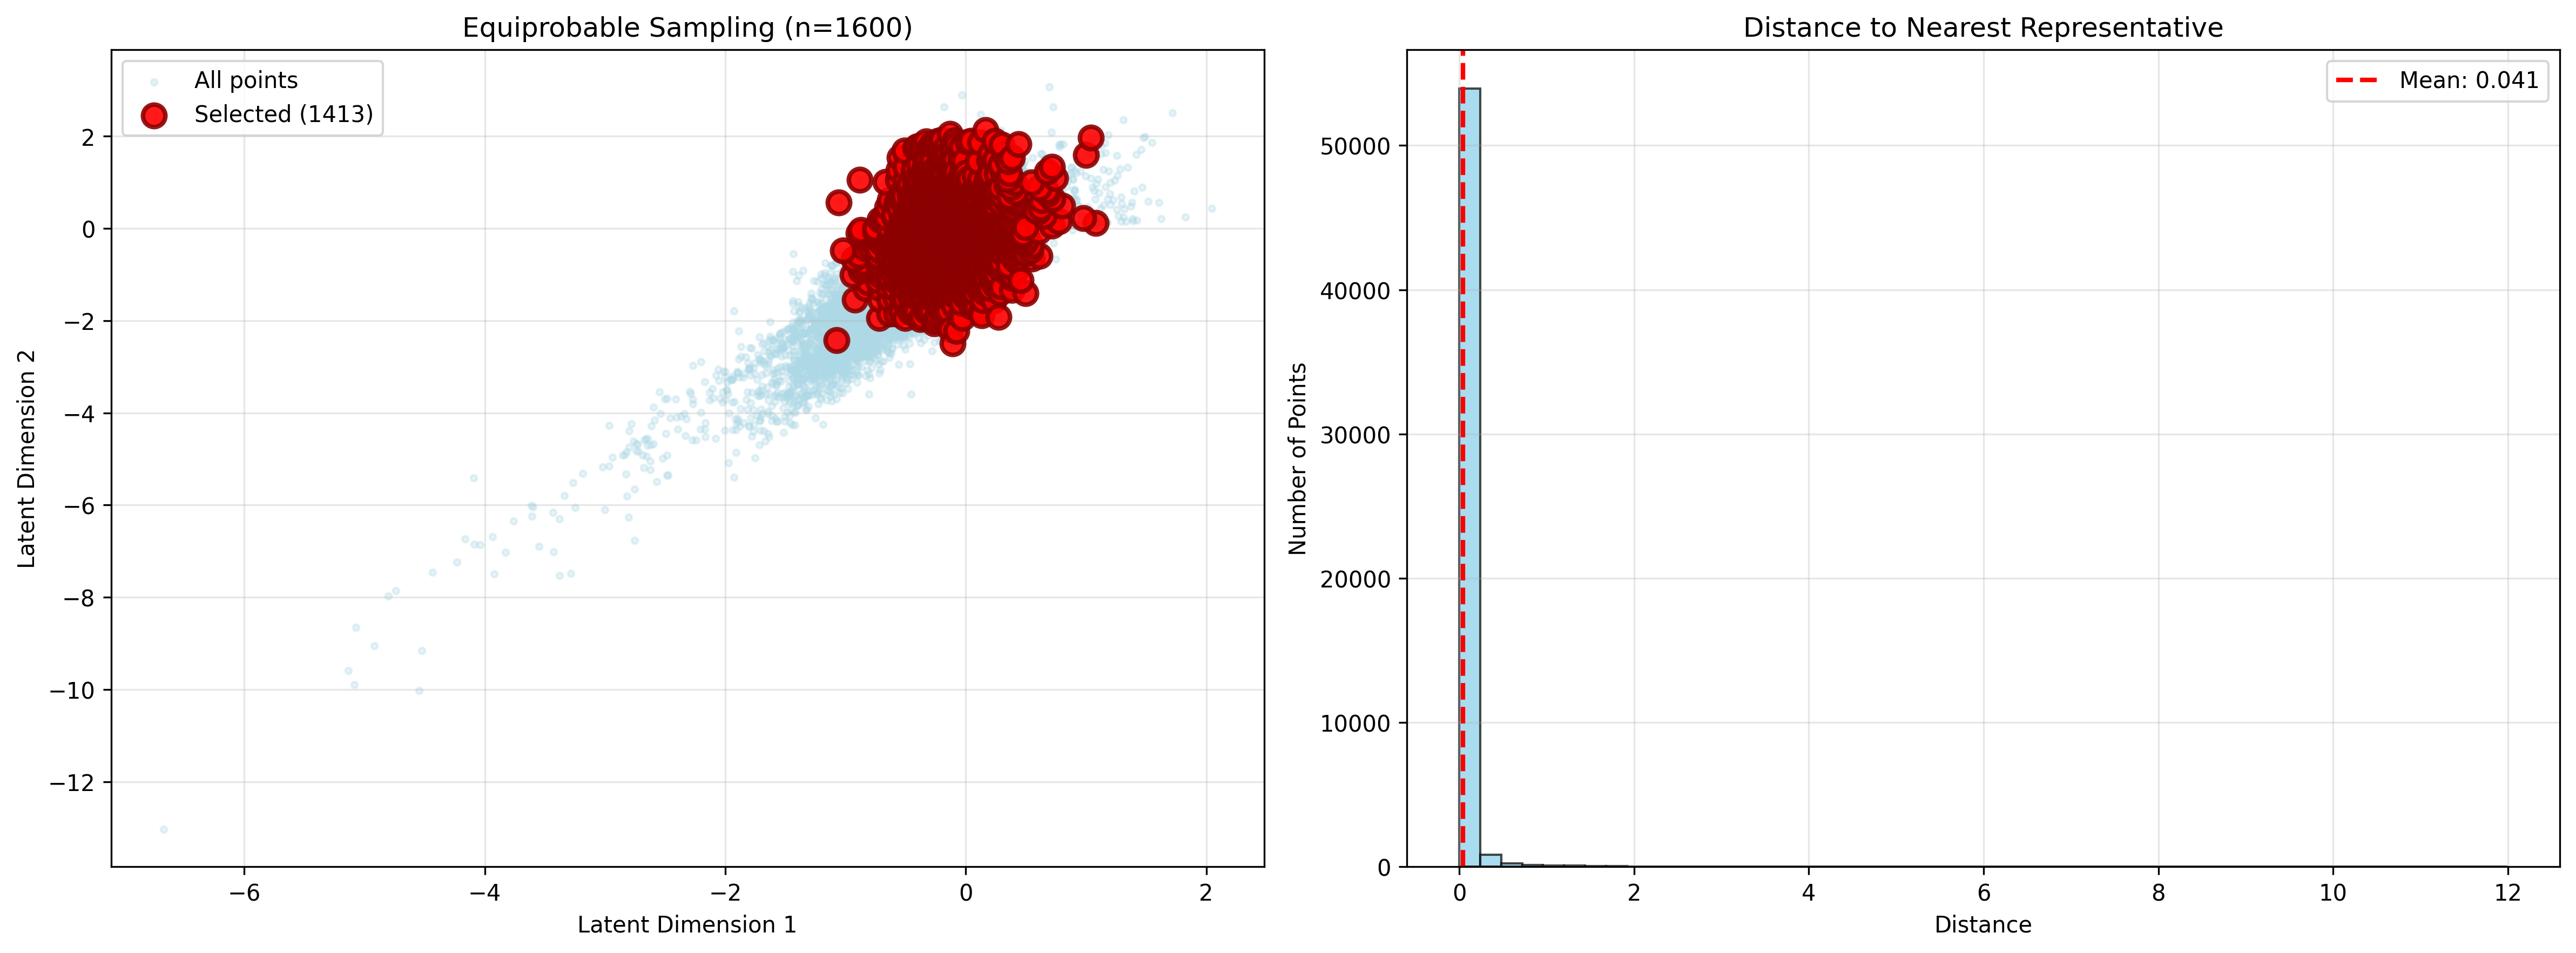 Equiprobable Sampling (n=1600)
All points
Selected (1413)
Latent Dimension 2
2
0
−2
−4
−6
−8
−10
−12
−6
−4
−2
0
2
Latent Dimension 1
Distance to Nearest Representative
Mean: 0.041
Number of Points
50000
40000
30000
20000
10000
0
0
2
4
6
8
10
12
Distance